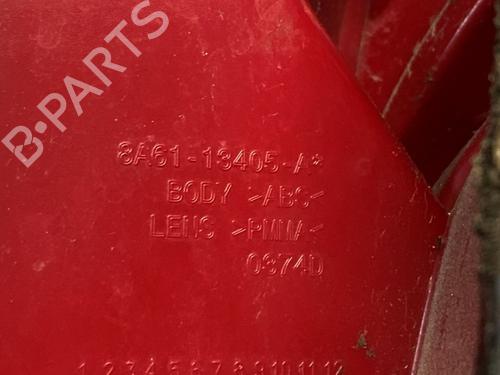 B-PARTS
8A61-13405-A*
BODY >ABS<
LENS >PMMA<
0374D
1 2 3 4 5 6 7 8 9 10 11 12